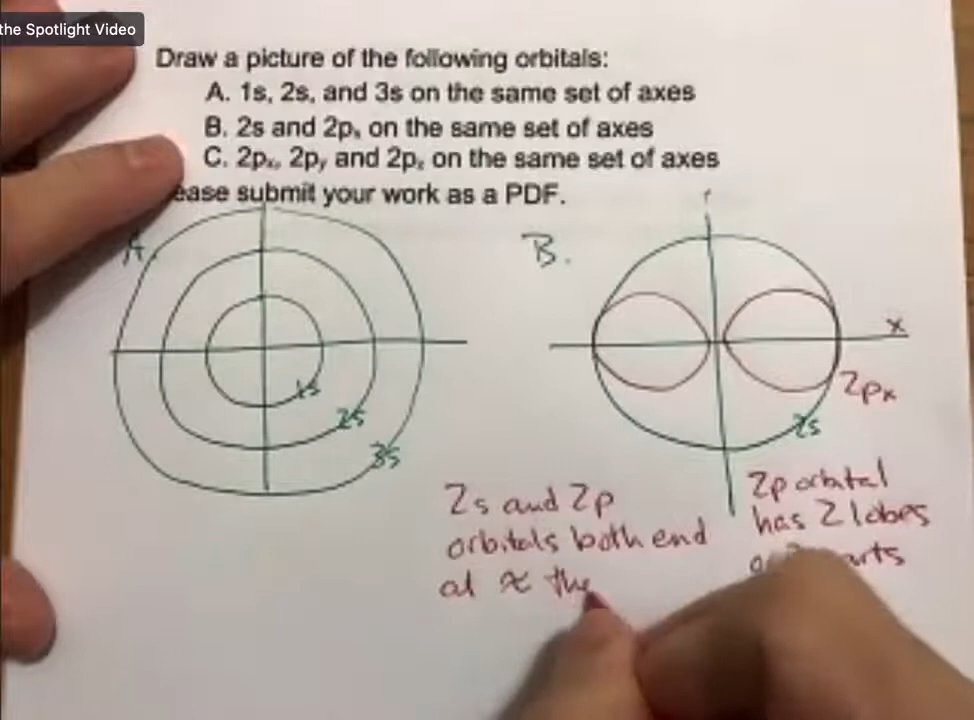 the Spotlight Video
Draw a picture of the following orbitals:
A. 1s, 2s, and 3s on the same set of axes
B. 2s and 2pₓ on the same set of axes
C. 2pₓ, 2pᵧ and 2p𝓏 on the same set of axes
ease submit your work as a PDF.
A
B.
x
1s
2s
3s
2pₓ
2s
2s and 2p
orbitals both end
at ≈ the
2p orbital
has 2 lobes
arts